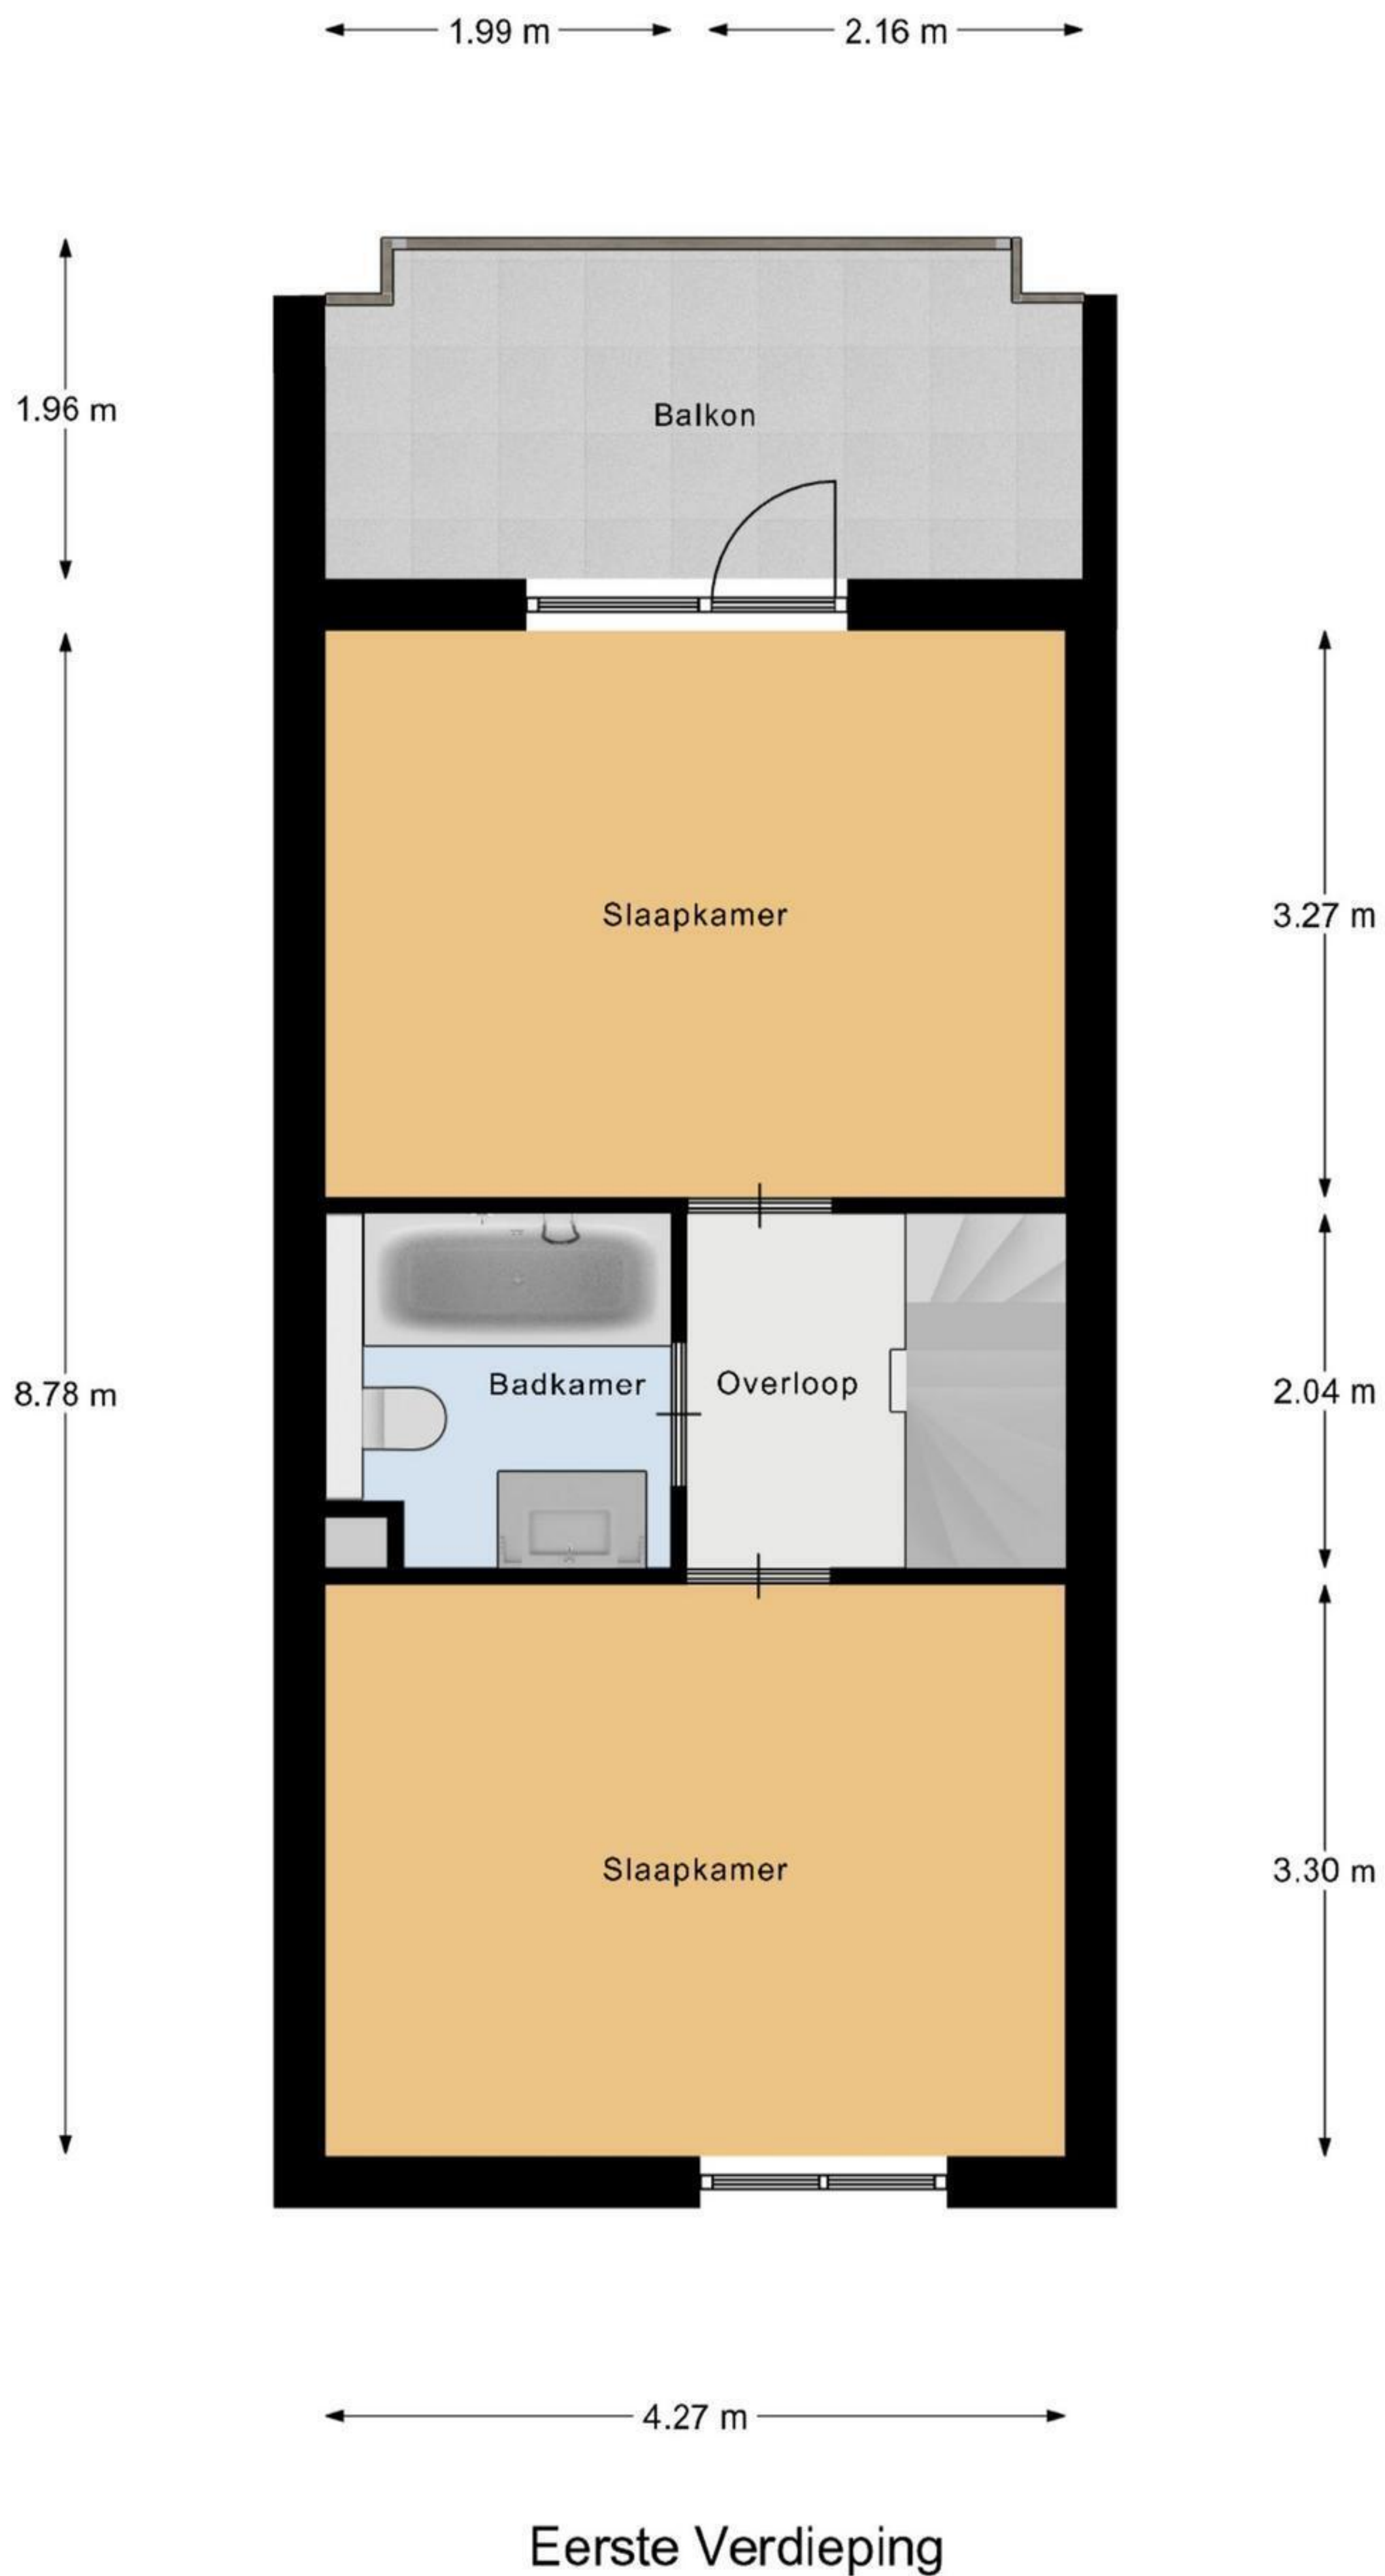 1.99 m
2.16 m
1.96 m
Balkon
Slaapkamer
3.27 m
8.78 m
Badkamer
Overloop
2.04 m
Slaapkamer
3.30 m
4.27 m
Eerste Verdieping